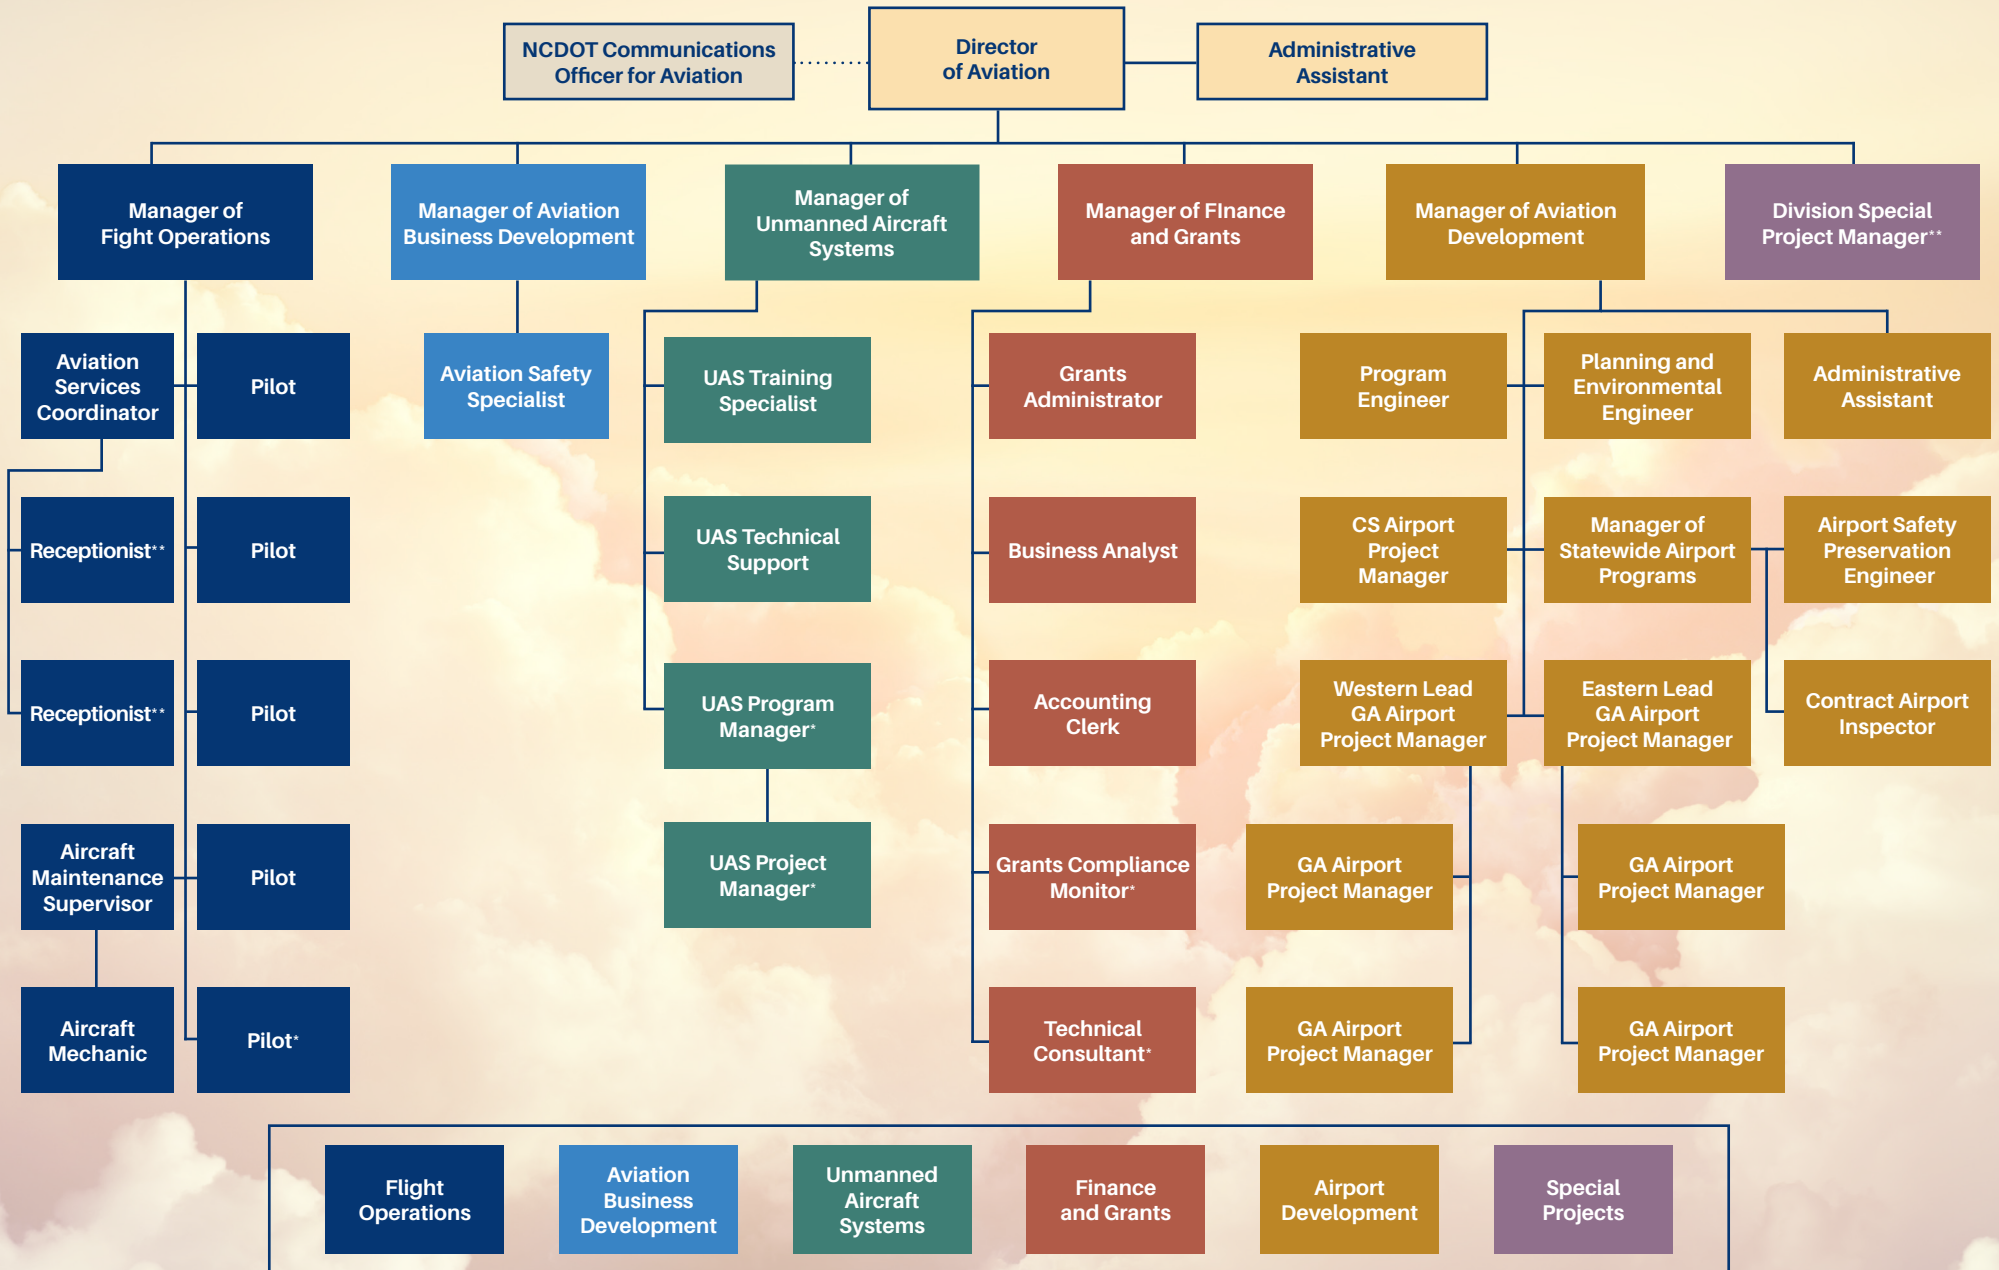 NCDOT Communications
Officer for Aviation
Director
of Aviation
Administrative
Assistant
Manager of
Fight Operations
Manager of Aviation
Business Development
Manager of
Unmanned Aircraft
Systems
Manager of FInance
and Grants
Manager of Aviation
Development
Division Special
Project Manager**
Aviation
Services
Coordinator
Pilot
Aviation Safety
Specialist
UAS Training
Specialist
Grants
Administrator
Program
Engineer
Planning and
Environmental
Engineer
Administrative
Assistant
Receptionist**
Pilot
UAS Technical
Support
Business Analyst
CS Airport
Project
Manager
Manager of
Statewide Airport
Programs
Airport Safety
Preservation
Engineer
Receptionist**
Pilot
UAS Program
Manager*
Accounting
Clerk
Western Lead
GA Airport
Project Manager
Eastern Lead
GA Airport
Project Manager
Contract Airport
Inspector
Aircraft
Maintenance
Supervisor
Pilot
UAS Project
Manager*
Grants Compliance
Monitor*
GA Airport
Project Manager
GA Airport
Project Manager
Aircraft
Mechanic
Pilot*
Technical
Consultant*
GA Airport
Project Manager
GA Airport
Project Manager
Flight
Operations
Aviation
Business
Development
Unmanned
Aircraft
Systems
Finance
and Grants
Airport
Development
Special
Projects